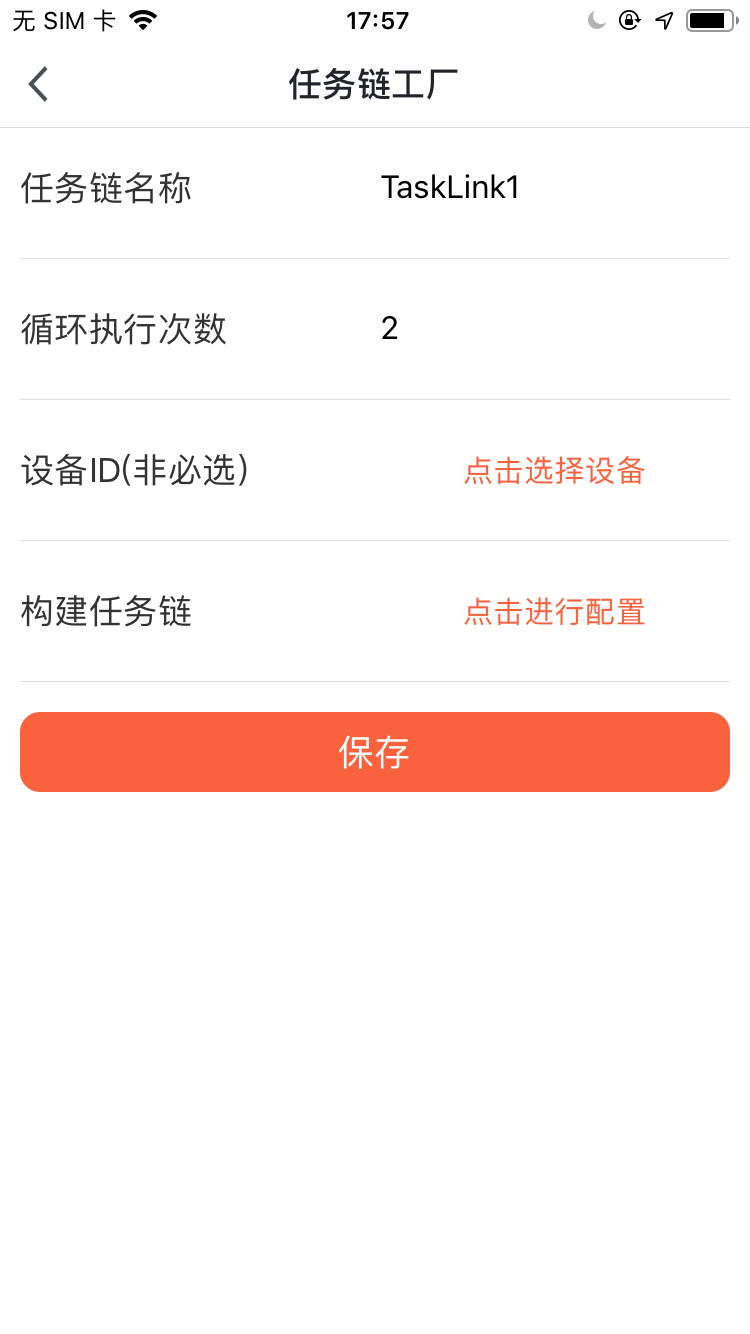 无 SIM 卡 17:57
任务链工厂
任务链名称 TaskLink1
循环执行次数 2
设备ID(非必选) 点击选择设备
构建任务链 点击进行配置
保存